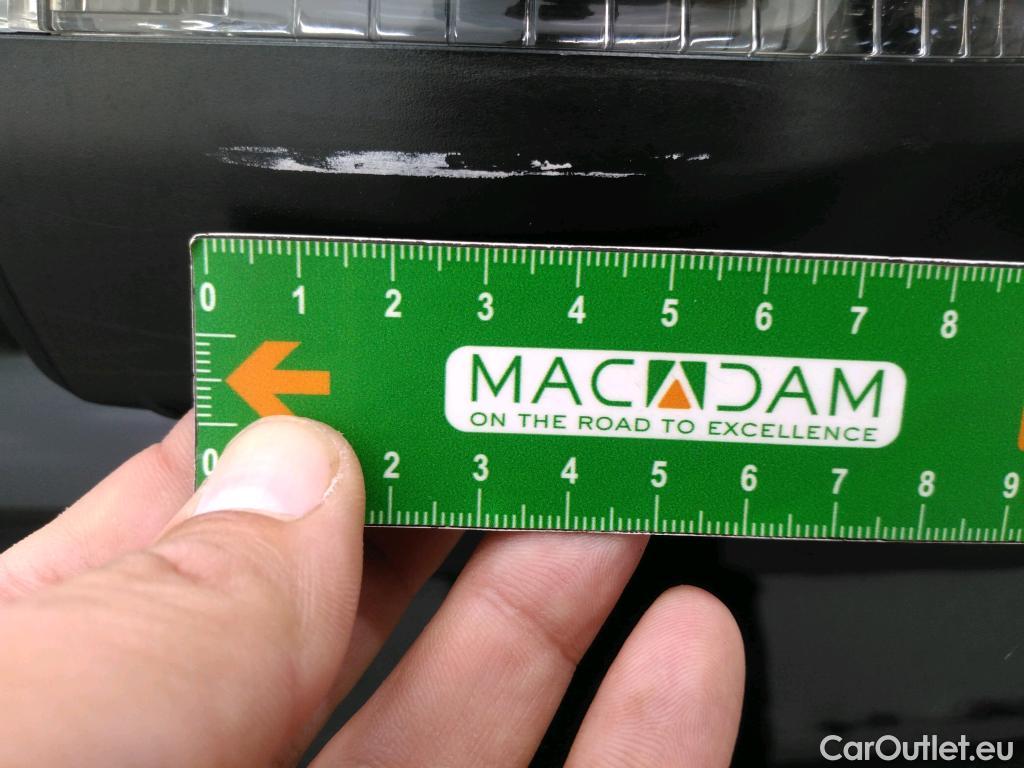 0 1 2 3 4 5 6 7 8
MACADAM
ON THE ROAD TO EXCELLENCE
0 2 3 4 5 6 7 8 9
CarOutlet.eu